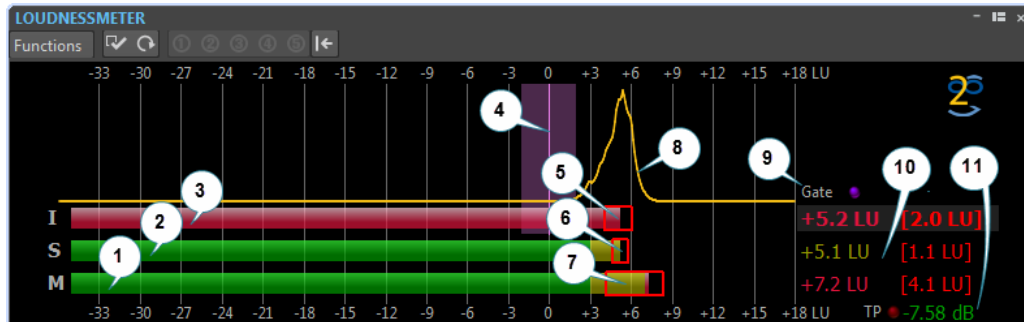 LOUDNESSMETER
Functions ① ② ③ ④ ⑤
-33 -30 -27 -24 -21 -18 -15 -12 -9 -6 -3 0 +3 +6 +9 +12 +15 +18 LU
4 2
3 5 8 9 10 11
Gate
I +5.2 LU [2.0 LU]
2 6
S +5.1 LU [1.1 LU]
1 7
M +7.2 LU [4.1 LU]
-33 -30 -27 -24 -21 -18 -15 -12 -9 -6 -3 0 +3 +6 +9 +12 +15 +18 LU TP -7.58 dB